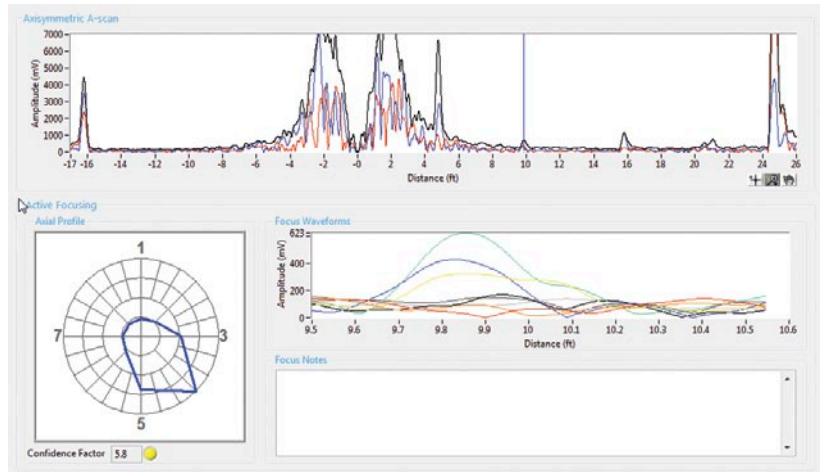 Axisymmetric A-scan
Amplitude (mV)
7000
6000
5000
4000
3000
2000
1000
0
-17 -16 -14 -12 -10 -8 -6 -4 -2 0 2 4 6 8 10 12 14 16 18 20 22 24 26
Distance (ft)
Active Focusing
Axial Profile
1
7 3
5
Confidence Factor 5.8
Focus Waveforms
Amplitude (mV)
623
400
200
0
9.5 9.6 9.7 9.8 9.9 10 10.1 10.2 10.3 10.4 10.5 10.6
Distance (ft)
Focus Notes